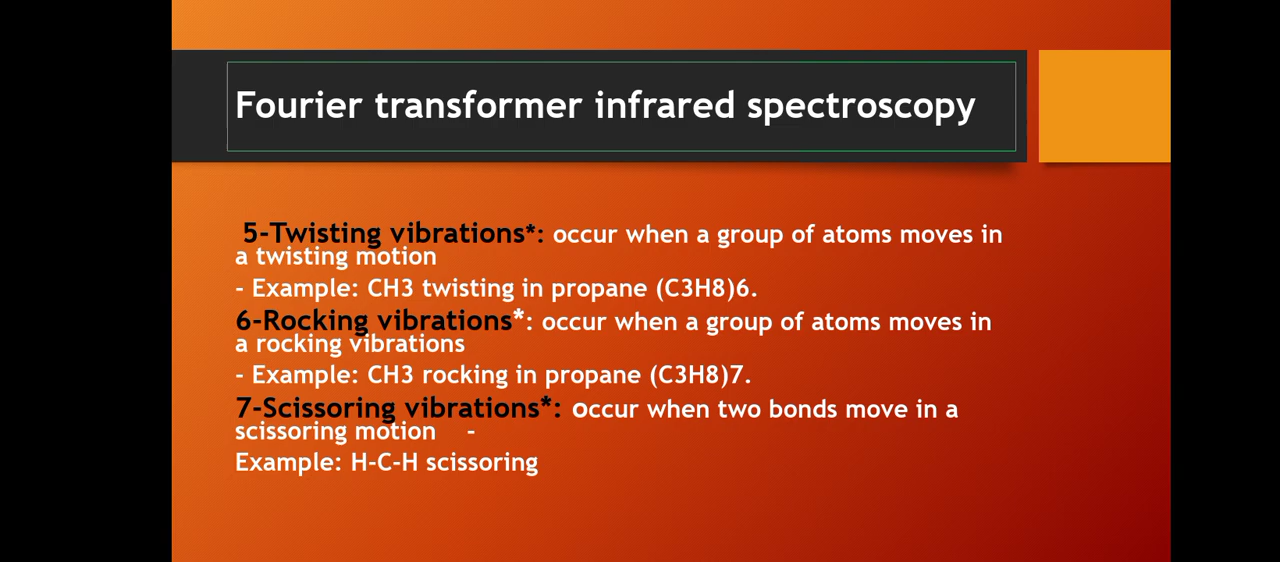 Fourier transformer infrared spectroscopy
5-Twisting vibrations*: occur when a group of atoms moves in
a twisting motion
- Example: CH3 twisting in propane (C3H8)6.
6-Rocking vibrations*: occur when a group of atoms moves in
a rocking vibrations
- Example: CH3 rocking in propane (C3H8)7.
7-Scissoring vibrations*: occur when two bonds move in a
scissoring motion -
Example: H-C-H scissoring